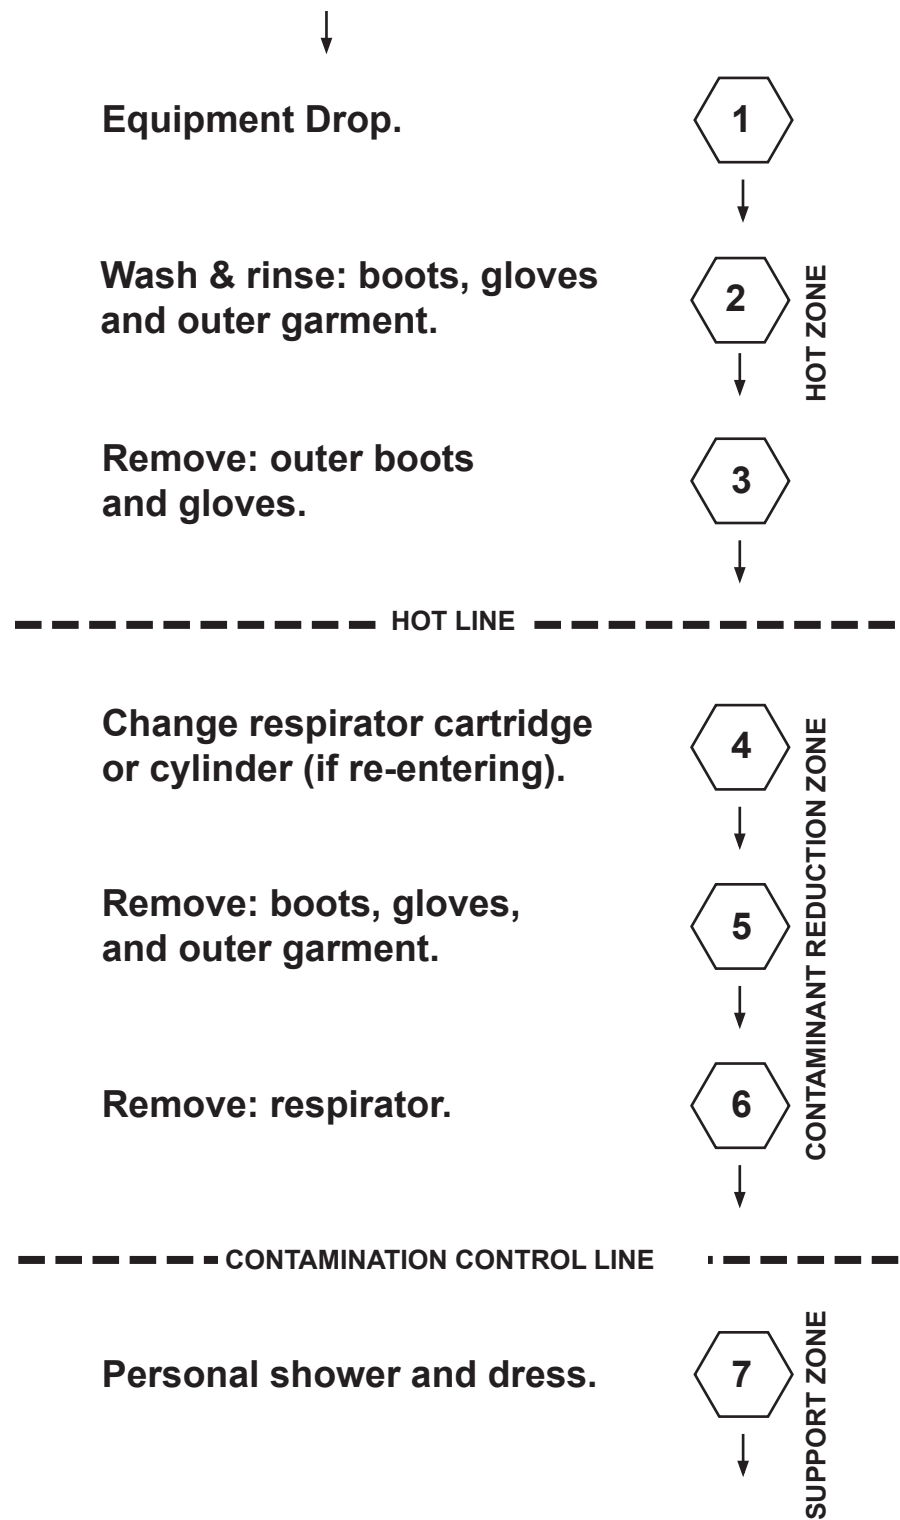 Equipment Drop.
1
Wash & rinse: boots, gloves
and outer garment.
2
HOT ZONE
Remove: outer boots
and gloves.
3
HOT LINE
Change respirator cartridge
or cylinder (if re-entering).
4
CONTAMINANT REDUCTION ZONE
Remove: boots, gloves,
and outer garment.
5
Remove: respirator.
6
CONTAMINATION CONTROL LINE
Personal shower and dress.
7
SUPPORT ZONE